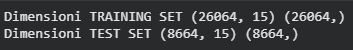 Dimensioni TRAINING SET (26064, 15) (26064,)
Dimensioni TEST SET (8664, 15) (8664,)